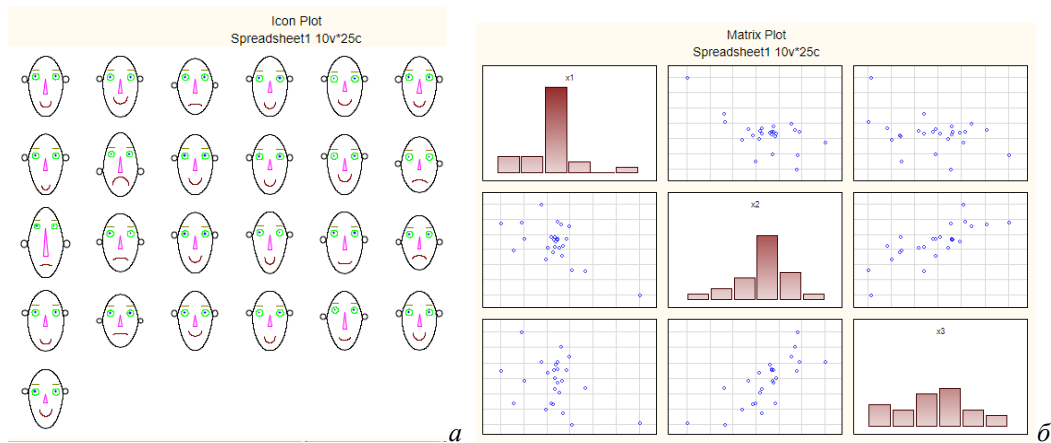 Icon Plot
Spreadsheet1 10v*25c
а
Matrix Plot
Spreadsheet1 10v*25c
x1
x2
x3
б